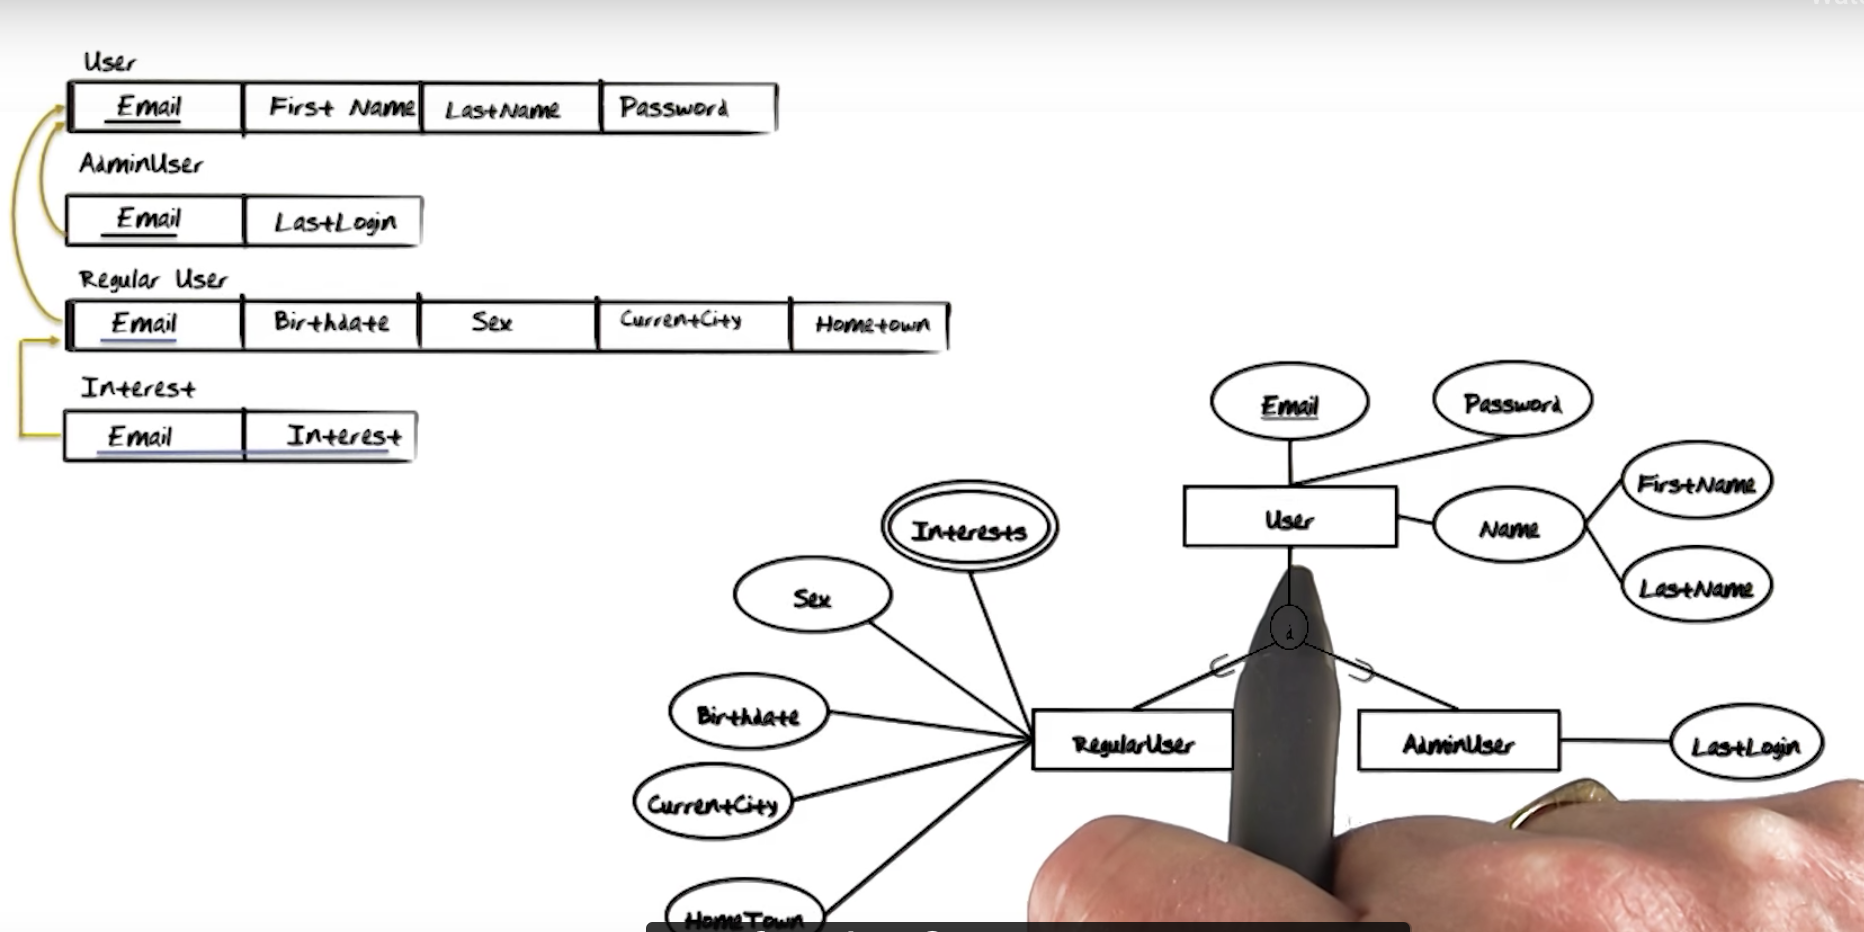 User
Email First Name LastName Password
AdminUser
Email LastLogin
Regular User
Email Birthdate Sex CurrentCity Hometown
Interest
Email Interest
Email Password
FirstName
Interests User Name
LastName
Sex
d
Birthdate RegularUser AdminUser LastLogin
CurrentCity
HomeTown